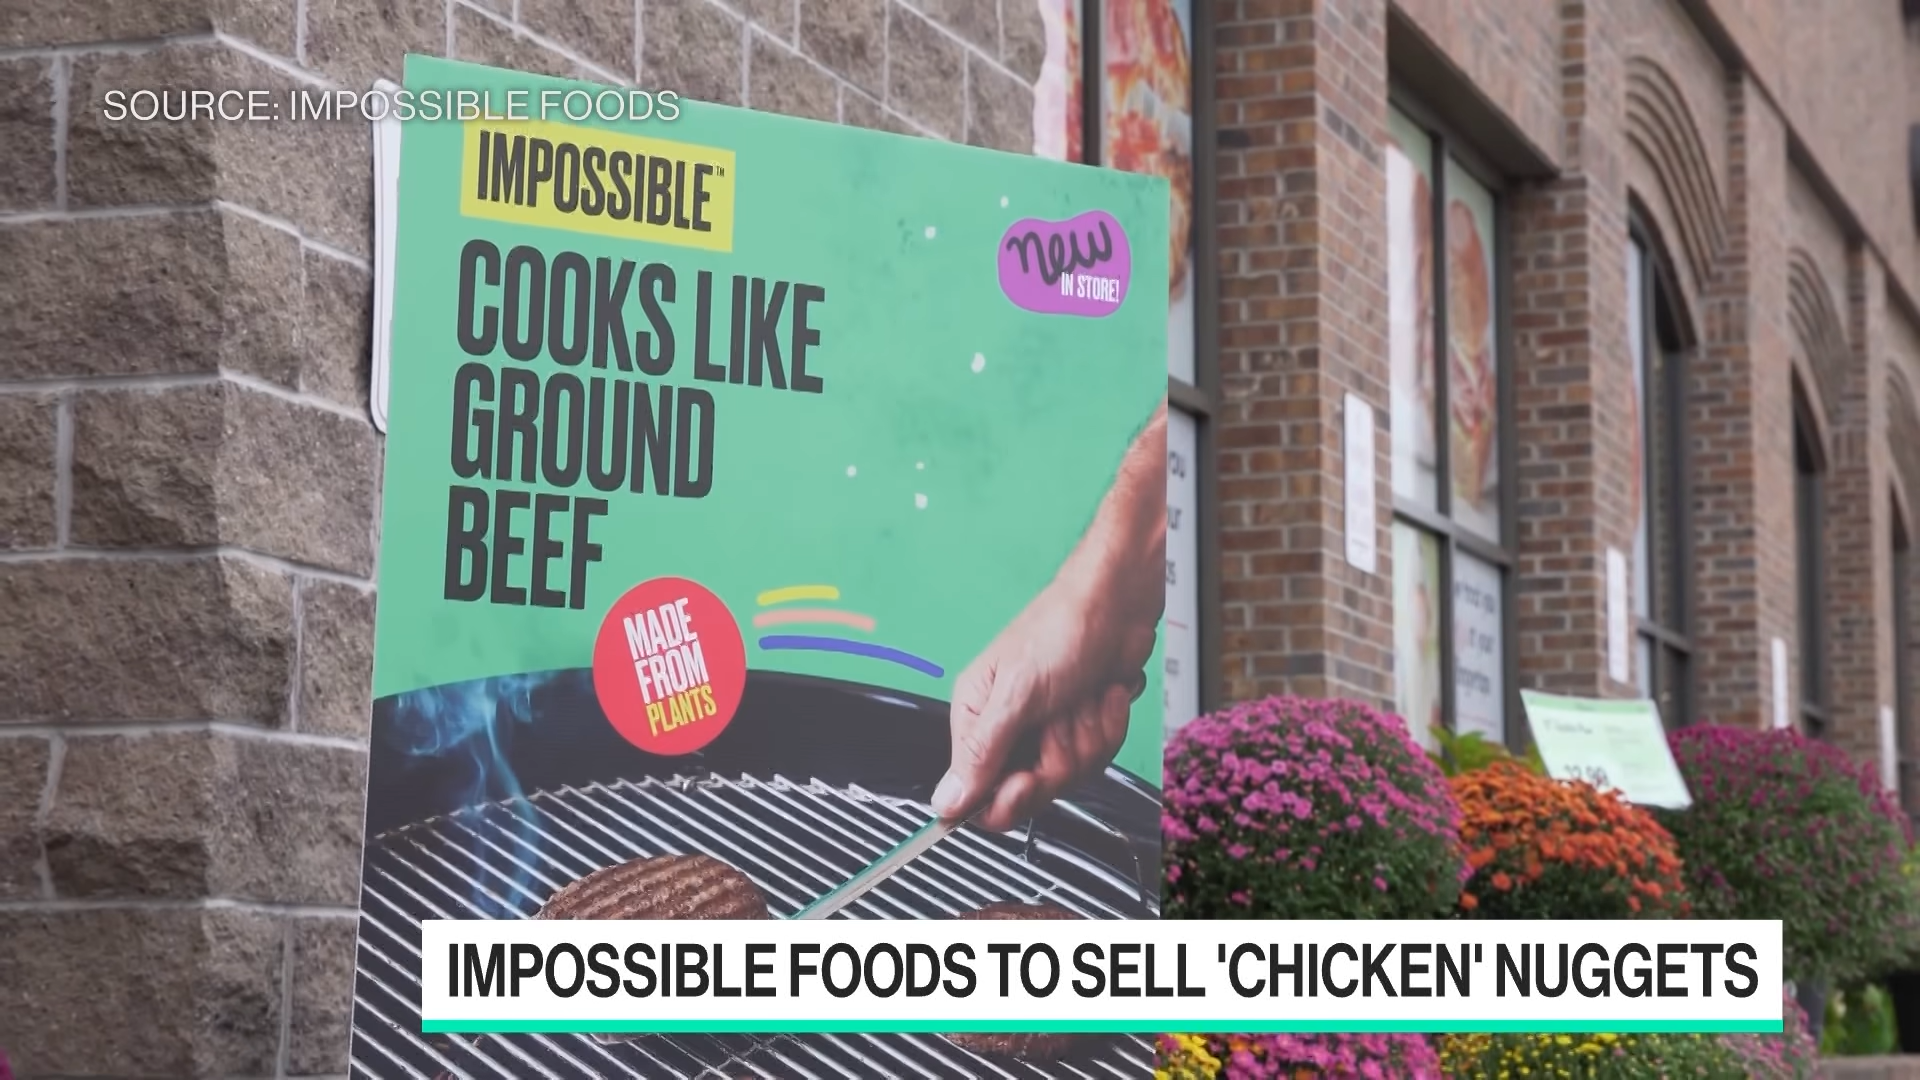 SOURCE: IMPOSSIBLE FOODS
IMPOSSIBLE™
new
IN STORE!
COOKS LIKE
GROUND
BEEF
MADE
FROM
PLANTS
IMPOSSIBLE FOODS TO SELL 'CHICKEN' NUGGETS